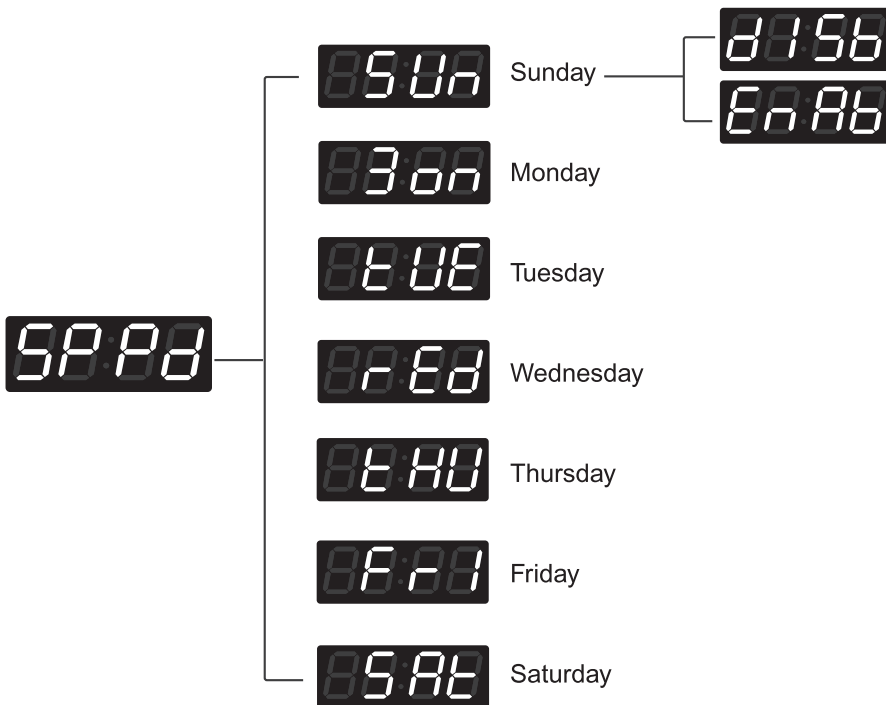 d1Sb
SUn Sunday
EnAb
3on Monday
tUE Tuesday
SPPd
rEd Wednesday
tHU Thursday
Fr1 Friday
SAt Saturday